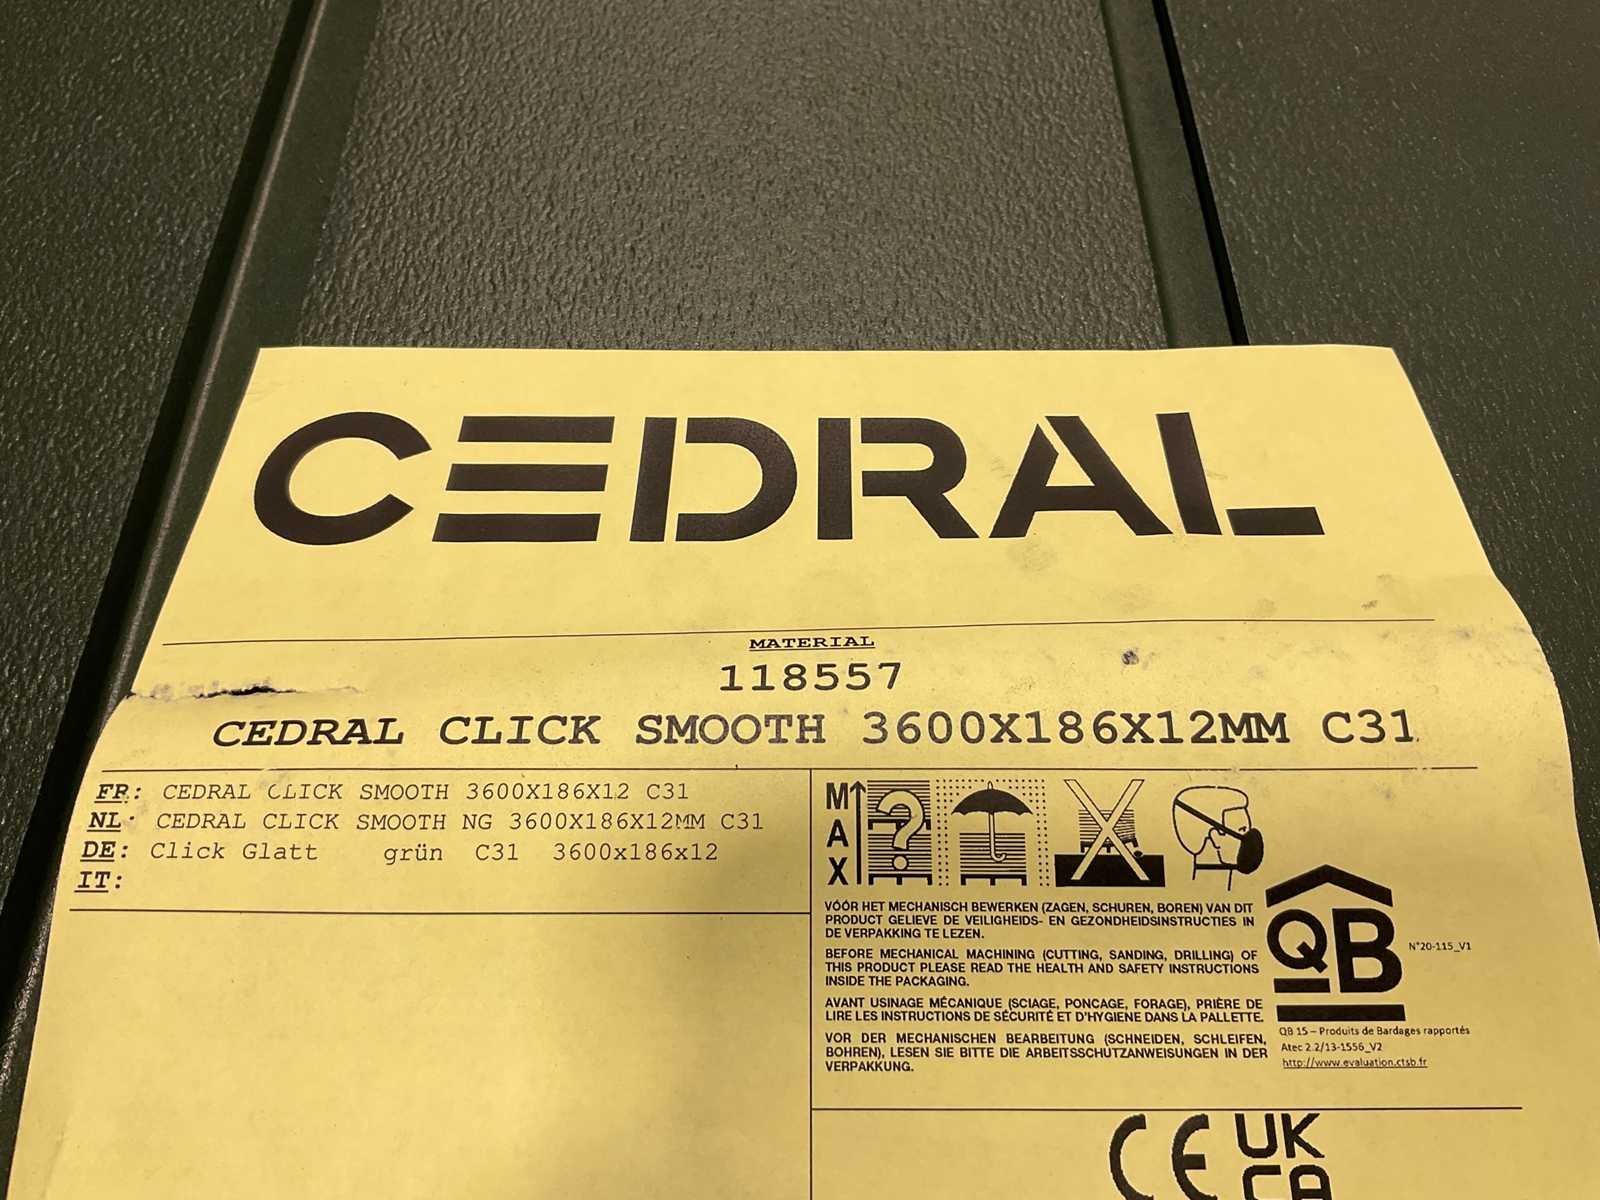 CEDRAL
MATERIAL
118557
CEDRAL CLICK SMOOTH 3600X186X12MM C31
FR: CEDRAL CLICK SMOOTH 3600X186X12 C31
NL: CEDRAL CLICK SMOOTH NG 3600X186X12MM C31
DE: Click Glatt grün C31 3600x186x12
IT:
MAX
?
VÓÓR HET MECHANISCH BEWERKEN (ZAGEN, SCHUREN, BOREN) VAN DIT
PRODUCT GELIEVE DE VEILIGHEIDS- EN GEZONDHEIDSINSTRUCTIES IN
DE VERPAKKING TE LEZEN.
BEFORE MECHANICAL MACHINING (CUTTING, SANDING, DRILLING) OF
THIS PRODUCT PLEASE READ THE HEALTH AND SAFETY INSTRUCTIONS
INSIDE THE PACKAGING.
AVANT USINAGE MÉCANIQUE (SCIAGE, PONCAGE, FORAGE), PRIÈRE DE
LIRE LES INSTRUCTIONS DE SÉCURITÉ ET D'HYGIENE DANS LA PALLETTE.
VOR DER MECHANISCHEN BEARBEITUNG (SCHNEIDEN, SCHLEIFEN,
BOHREN), LESEN SIE BITTE DIE ARBEITSSCHUTZANWEISUNGEN IN DER
VERPAKKUNG.
QB
N°20-115_V1
QB 15 – Produits de Bardages rapportés
Atec 2.2/13-1556_V2
http://www.evaluation.cstb.fr
CE UK
CA